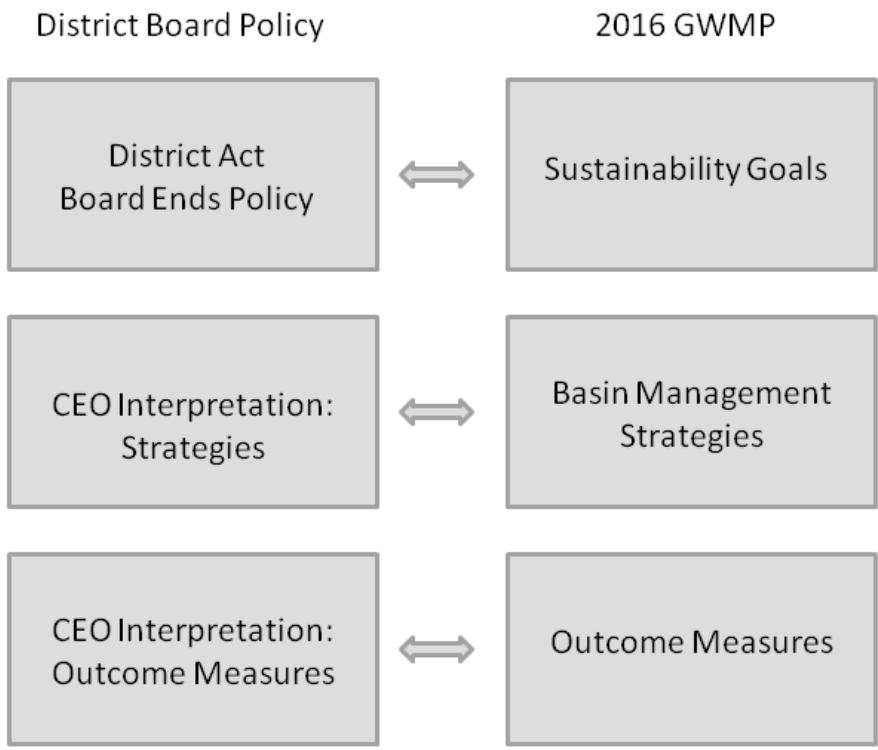 District Board Policy
2016 GWMP
District Act
Board Ends Policy
Sustainability Goals
CEO Interpretation:
Strategies
Basin Management
Strategies
CEO Interpretation:
Outcome Measures
Outcome Measures